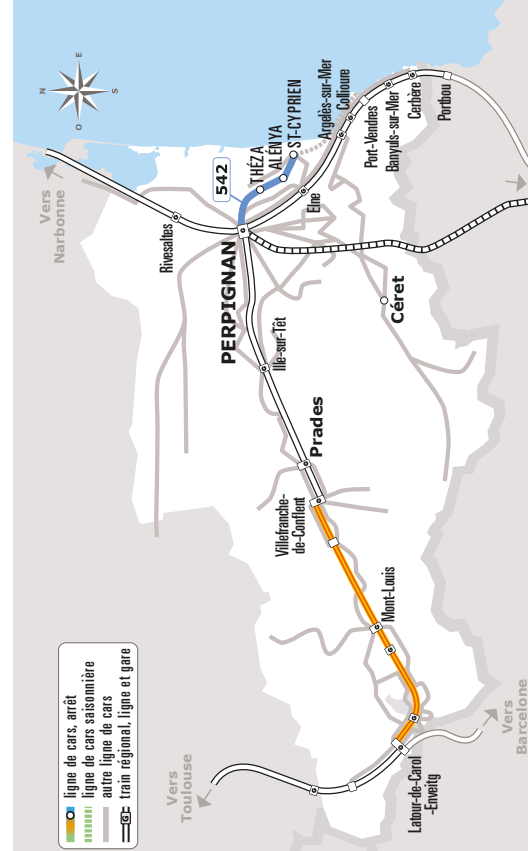 ligne de cars, arrêt
ligne de cars saisonnière
autre ligne de cars
G train régional, ligne et gare
N
E
S
O
Vers
Narbonne
Rivesaltes
542
THÉZA
ALÉNYA
ST-CYPRIEN
PERPIGNAN
Elne
Argelès-sur-Mer
Collioure
Port-Vendres
Banyuls-sur-Mer
Cerbère
Portbou
Céret
Ille-sur-Têt
Prades
Villefranche-
de-Conflent
Mont-Louis
Latour-de-Carol
-Enveitg
Vers
Toulouse
Vers
Barcelone